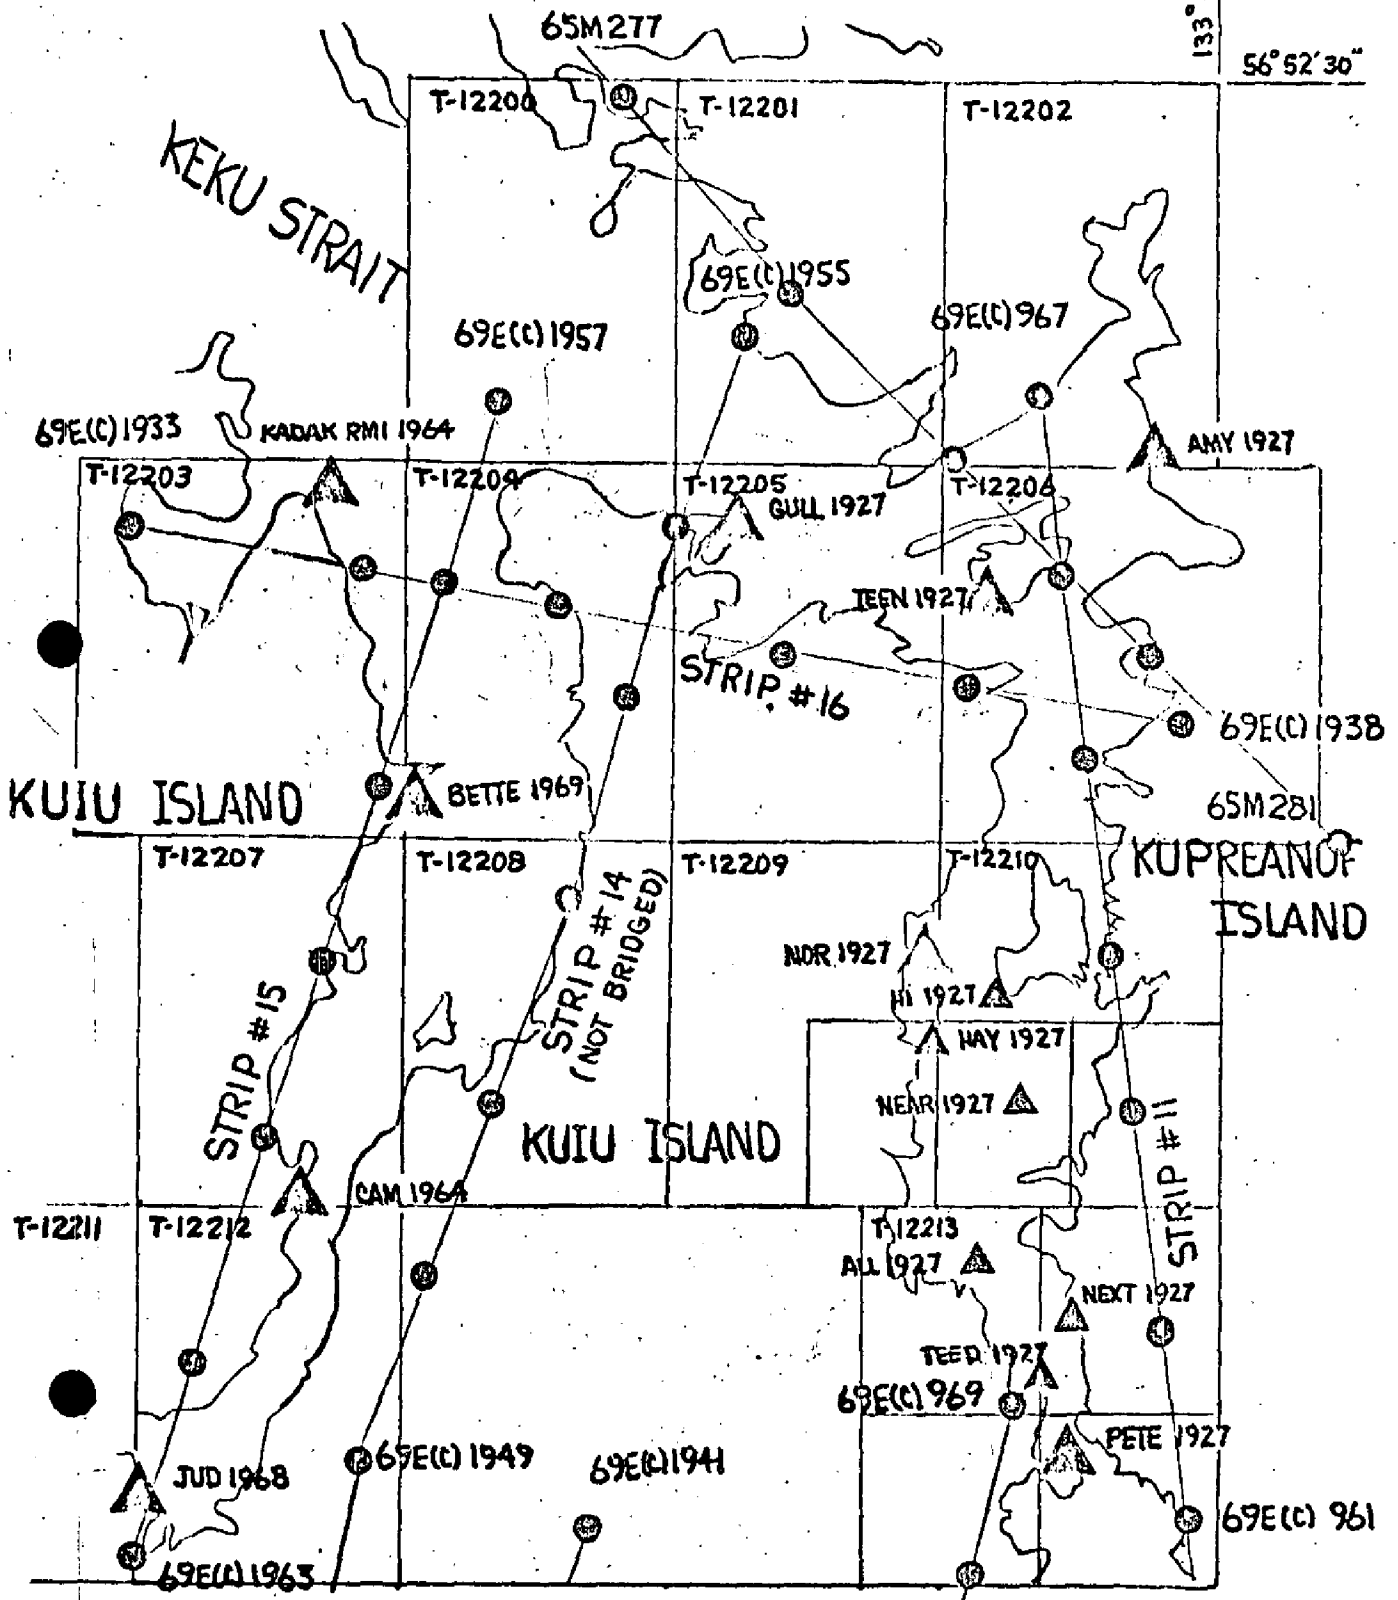 65M277
133°
56°52'30"
T-12200
T-12201
T-12202
KEKU STRAIT
69E(C)1955
69E(C)967
69E(C)1957
69E(C)1933
KADAK RM1 1964
AMY 1927
T-12203
T-12204
T-12205
T-12206
GULL 1927
TEEN 1927
STRIP #16
69E(C)1938
KUIU ISLAND
BETTE 1969
65M281
T-12207
T-12208
T-12209
T-12210
KUPREANOF
ISLAND
STRIP #14
(NOT BRIDGED)
NOR 1927
HI 1927
STRIP #15
HAY 1927
NEAR 1927
KUIU ISLAND
STRIP #11
CAM 1964
T-12211
T-12212
T-12213
ALL 1927
NEXT 1927
TEER 1927
69E(C)969
PETE 1927
69E(C)1949
69E(C)1941
JUD 1968
69E(C) 961
69E(C)1963